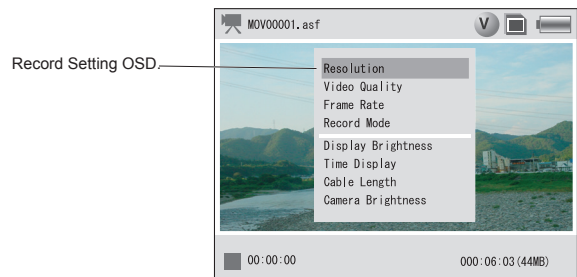 MOV00001.asf
V
Record Setting OSD.
Resolution
Video Quality
Frame Rate
Record Mode
Display Brightness
Time Display
Cable Length
Camera Brightness
00:00:00
000:06:03(44MB)